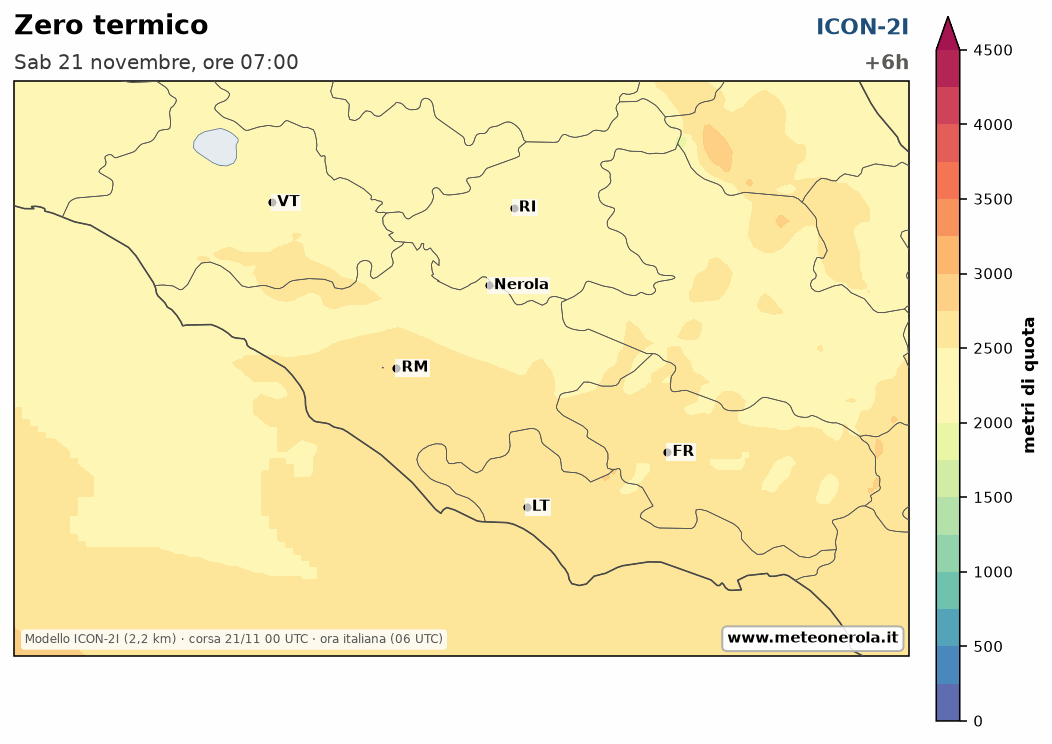 Zero termico
ICON-2I
Sab 21 novembre, ore 07:00
+6h
VT
RI
Nerola
RM
FR
LT
Modello ICON-2I (2,2 km) · corsa 21/11 00 UTC · ora italiana (06 UTC)
www.meteonerola.it
4500
4000
3500
3000
2500
2000
1500
1000
500
0
metri di quota